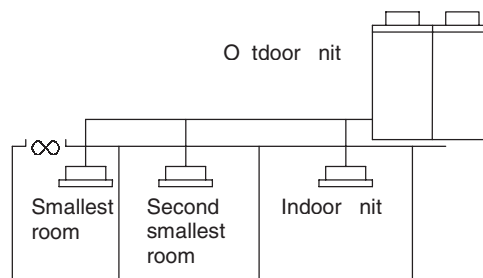 O tdoor nit
Smallest
room
Second
smallest
room
Indoor nit